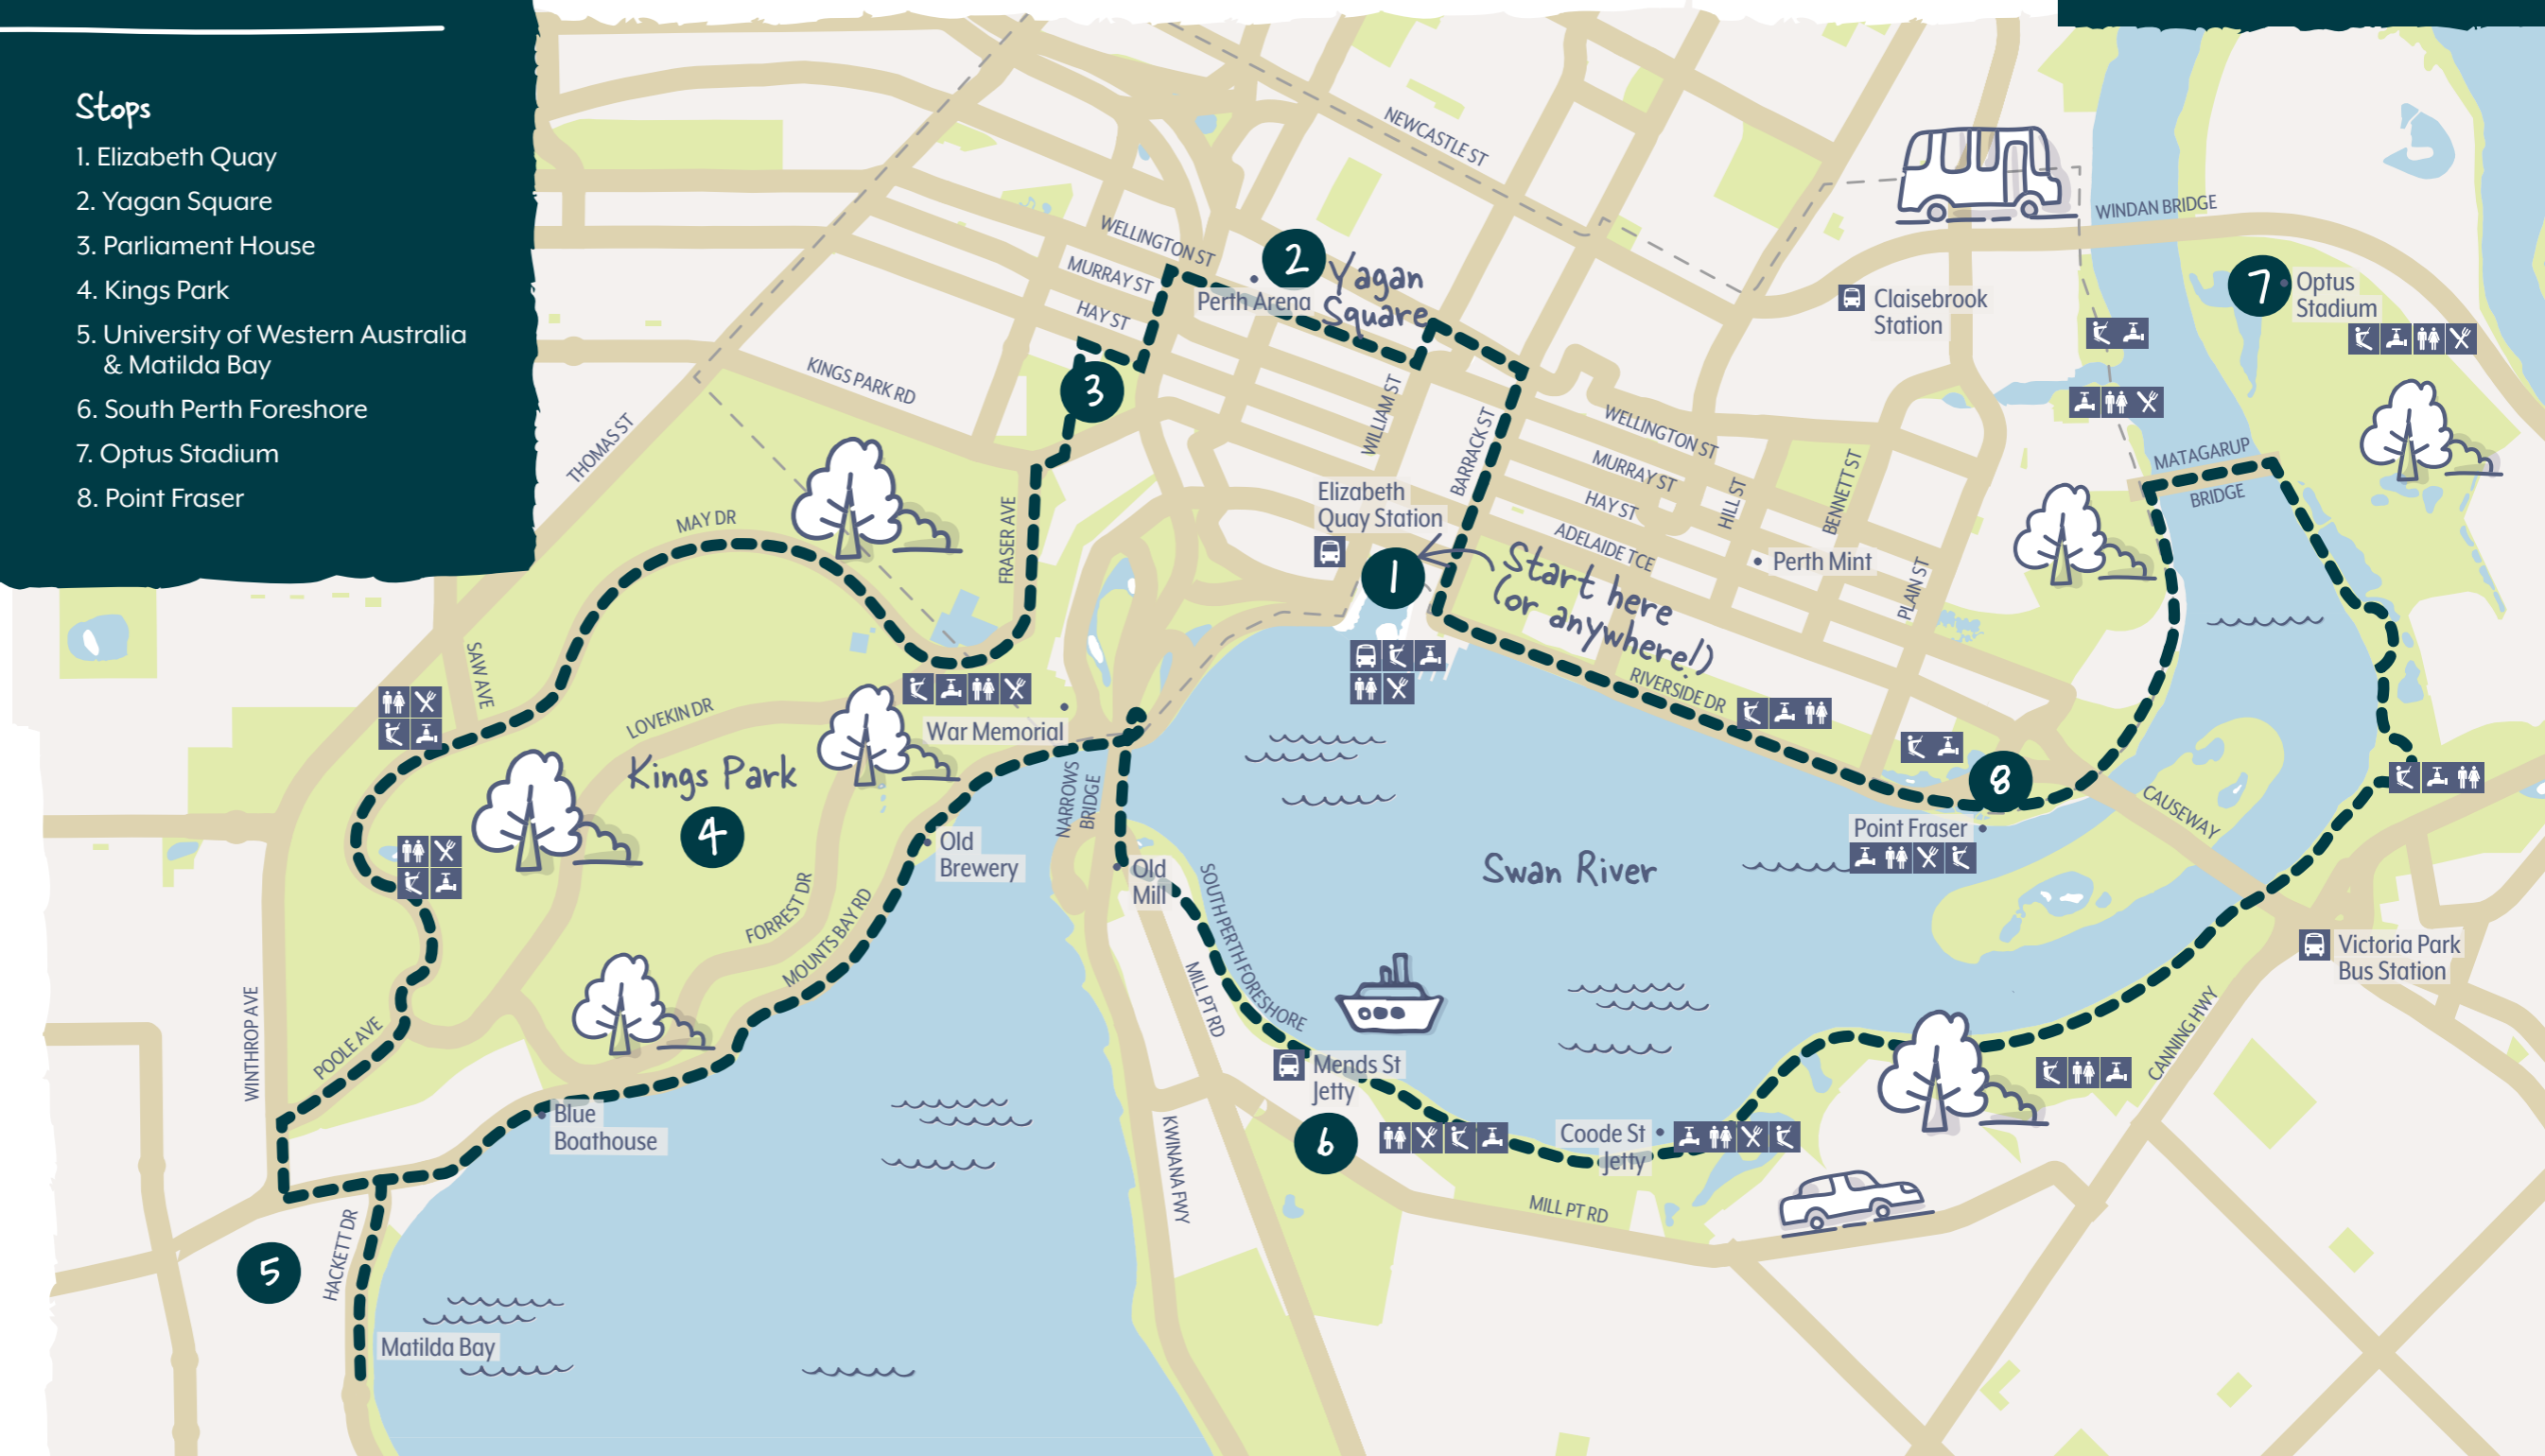 Stops
1. Elizabeth Quay
2. Yagan Square
3. Parliament House
4. Kings Park
5. University of Western Australia
& Matilda Bay
6. South Perth Foreshore
7. Optus Stadium
8. Point Fraser
NEWCASTLE ST
WINDAN BRIDGE
WELLINGTON ST
MURRAY ST
HAY ST
2
Yagan
Square
Perth Arena
7
Optus
Stadium
Claisebrook
Station
3
KINGS PARK RD
THOMAS ST
WILLIAM ST
BARRACK ST
WELLINGTON ST
MURRAY ST
HAY ST
ADELAIDE TCE
HILL ST
BENNETT ST
PLAIN ST
MATAGARUP
BRIDGE
Elizabeth
Quay Station
1
Start here
(or anywhere!)
Perth Mint
MAY DR
FRASER AVE
SAW AVE
LOVEKIN DR
War Memorial
RIVERSIDE DR
Kings Park
4
NARROWS
BRIDGE
8
Point Fraser
CAUSEWAY
Old
Brewery
Old
Mill
Swan River
FORREST DR
MOUNTS BAY RD
SOUTH PERTH FORESHORE
MILL PT RD
Victoria Park
Bus Station
WINTHROP AVE
POOLE AVE
CANNING HWY
Mends St
Jetty
6
Blue
Boathouse
Coode St
Jetty
KWINANA FWY
MILL PT RD
5
HACKETT DR
Matilda Bay